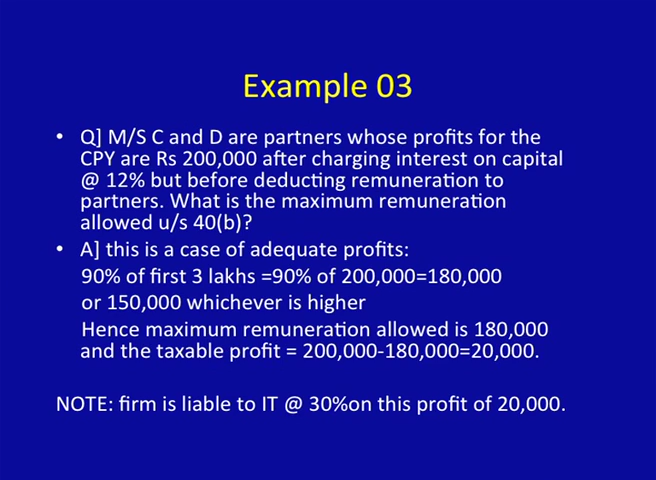 Example 03
• Q] M/S C and D are partners whose profits for the
CPY are Rs 200,000 after charging interest on capital
@ 12% but before deducting remuneration to
partners. What is the maximum remuneration
allowed u/s 40(b)?
• A] this is a case of adequate profits:
90% of first 3 lakhs =90% of 200,000=180,000
or 150,000 whichever is higher
Hence maximum remuneration allowed is 180,000
and the taxable profit = 200,000-180,000=20,000.
NOTE: firm is liable to IT @ 30%on this profit of 20,000.